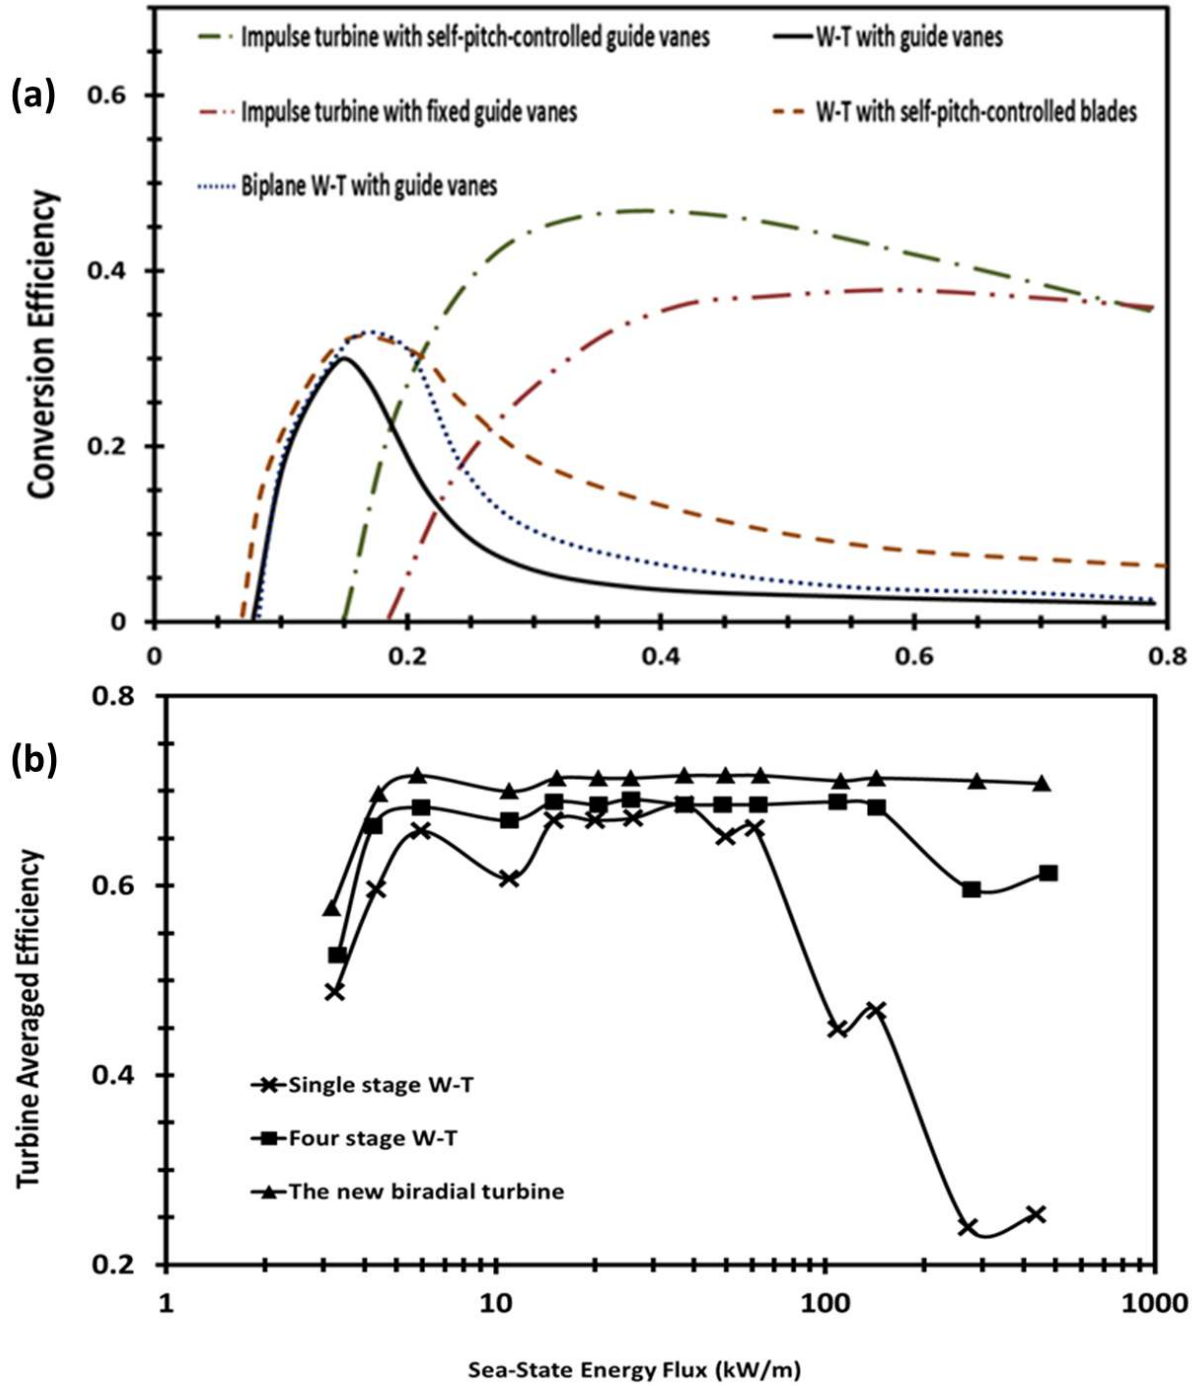 (a)
Impulse turbine with self-pitch-controlled guide vanes
W-T with guide vanes
Impulse turbine with fixed guide vanes
W-T with self-pitch-controlled blades
Biplane W-T with guide vanes
Conversion Efficiency
0.6
0.4
0.2
0
0 0.2 0.4 0.6 0.8
(b)
Turbine Averaged Efficiency
0.8
0.6
0.4
0.2
Single stage W-T
Four stage W-T
The new biradial turbine
1 10 100 1000
Sea-State Energy Flux (kW/m)